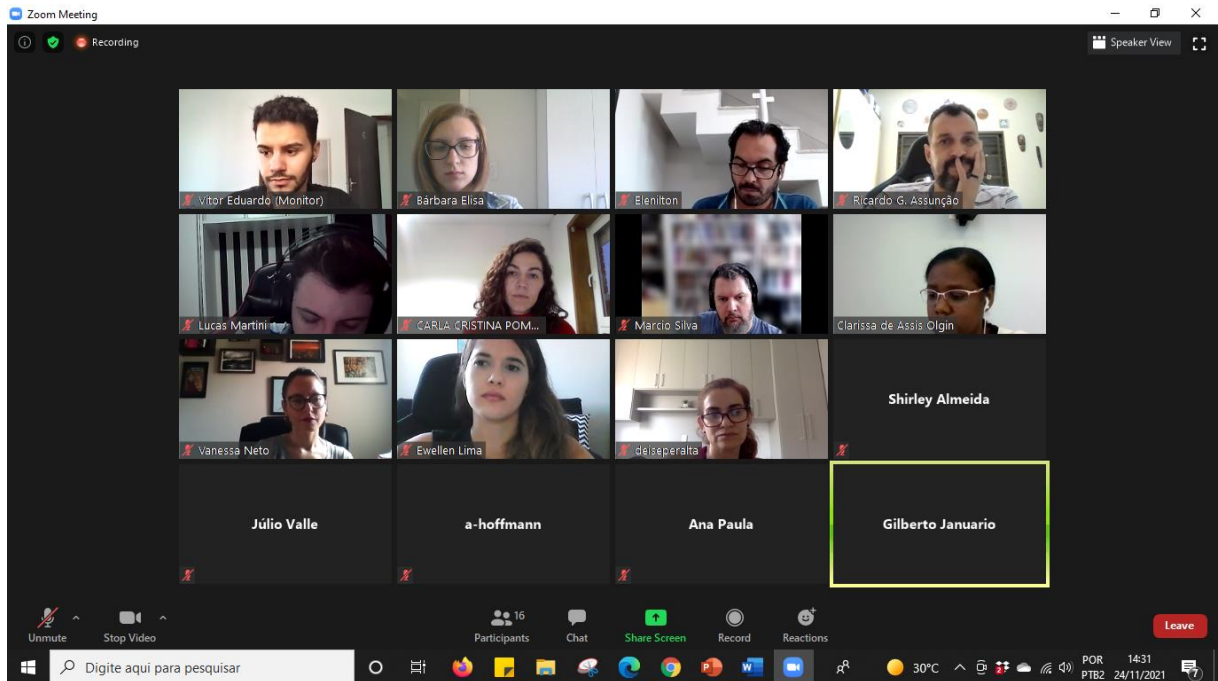 Zoom Meeting
Recording
Speaker View
Vitor Eduardo (Monitor)
Bárbara Elisa
Elenilton
Ricardo G. Assunção
Lucas Martini
CARLA CRISTINA POM...
Marcio Silva
Clarissa de Assis Olgin
Vanessa Neto
Ewellen Lima
deiseperalta
Shirley Almeida
Júlio Valle
a-hoffmann
Ana Paula
Gilberto Januario
Unmute
Stop Video
16
Participants
Chat
Share Screen
Record
Reactions
Leave
Digite aqui para pesquisar
30°C
POR
PTB2
14:31
24/11/2021